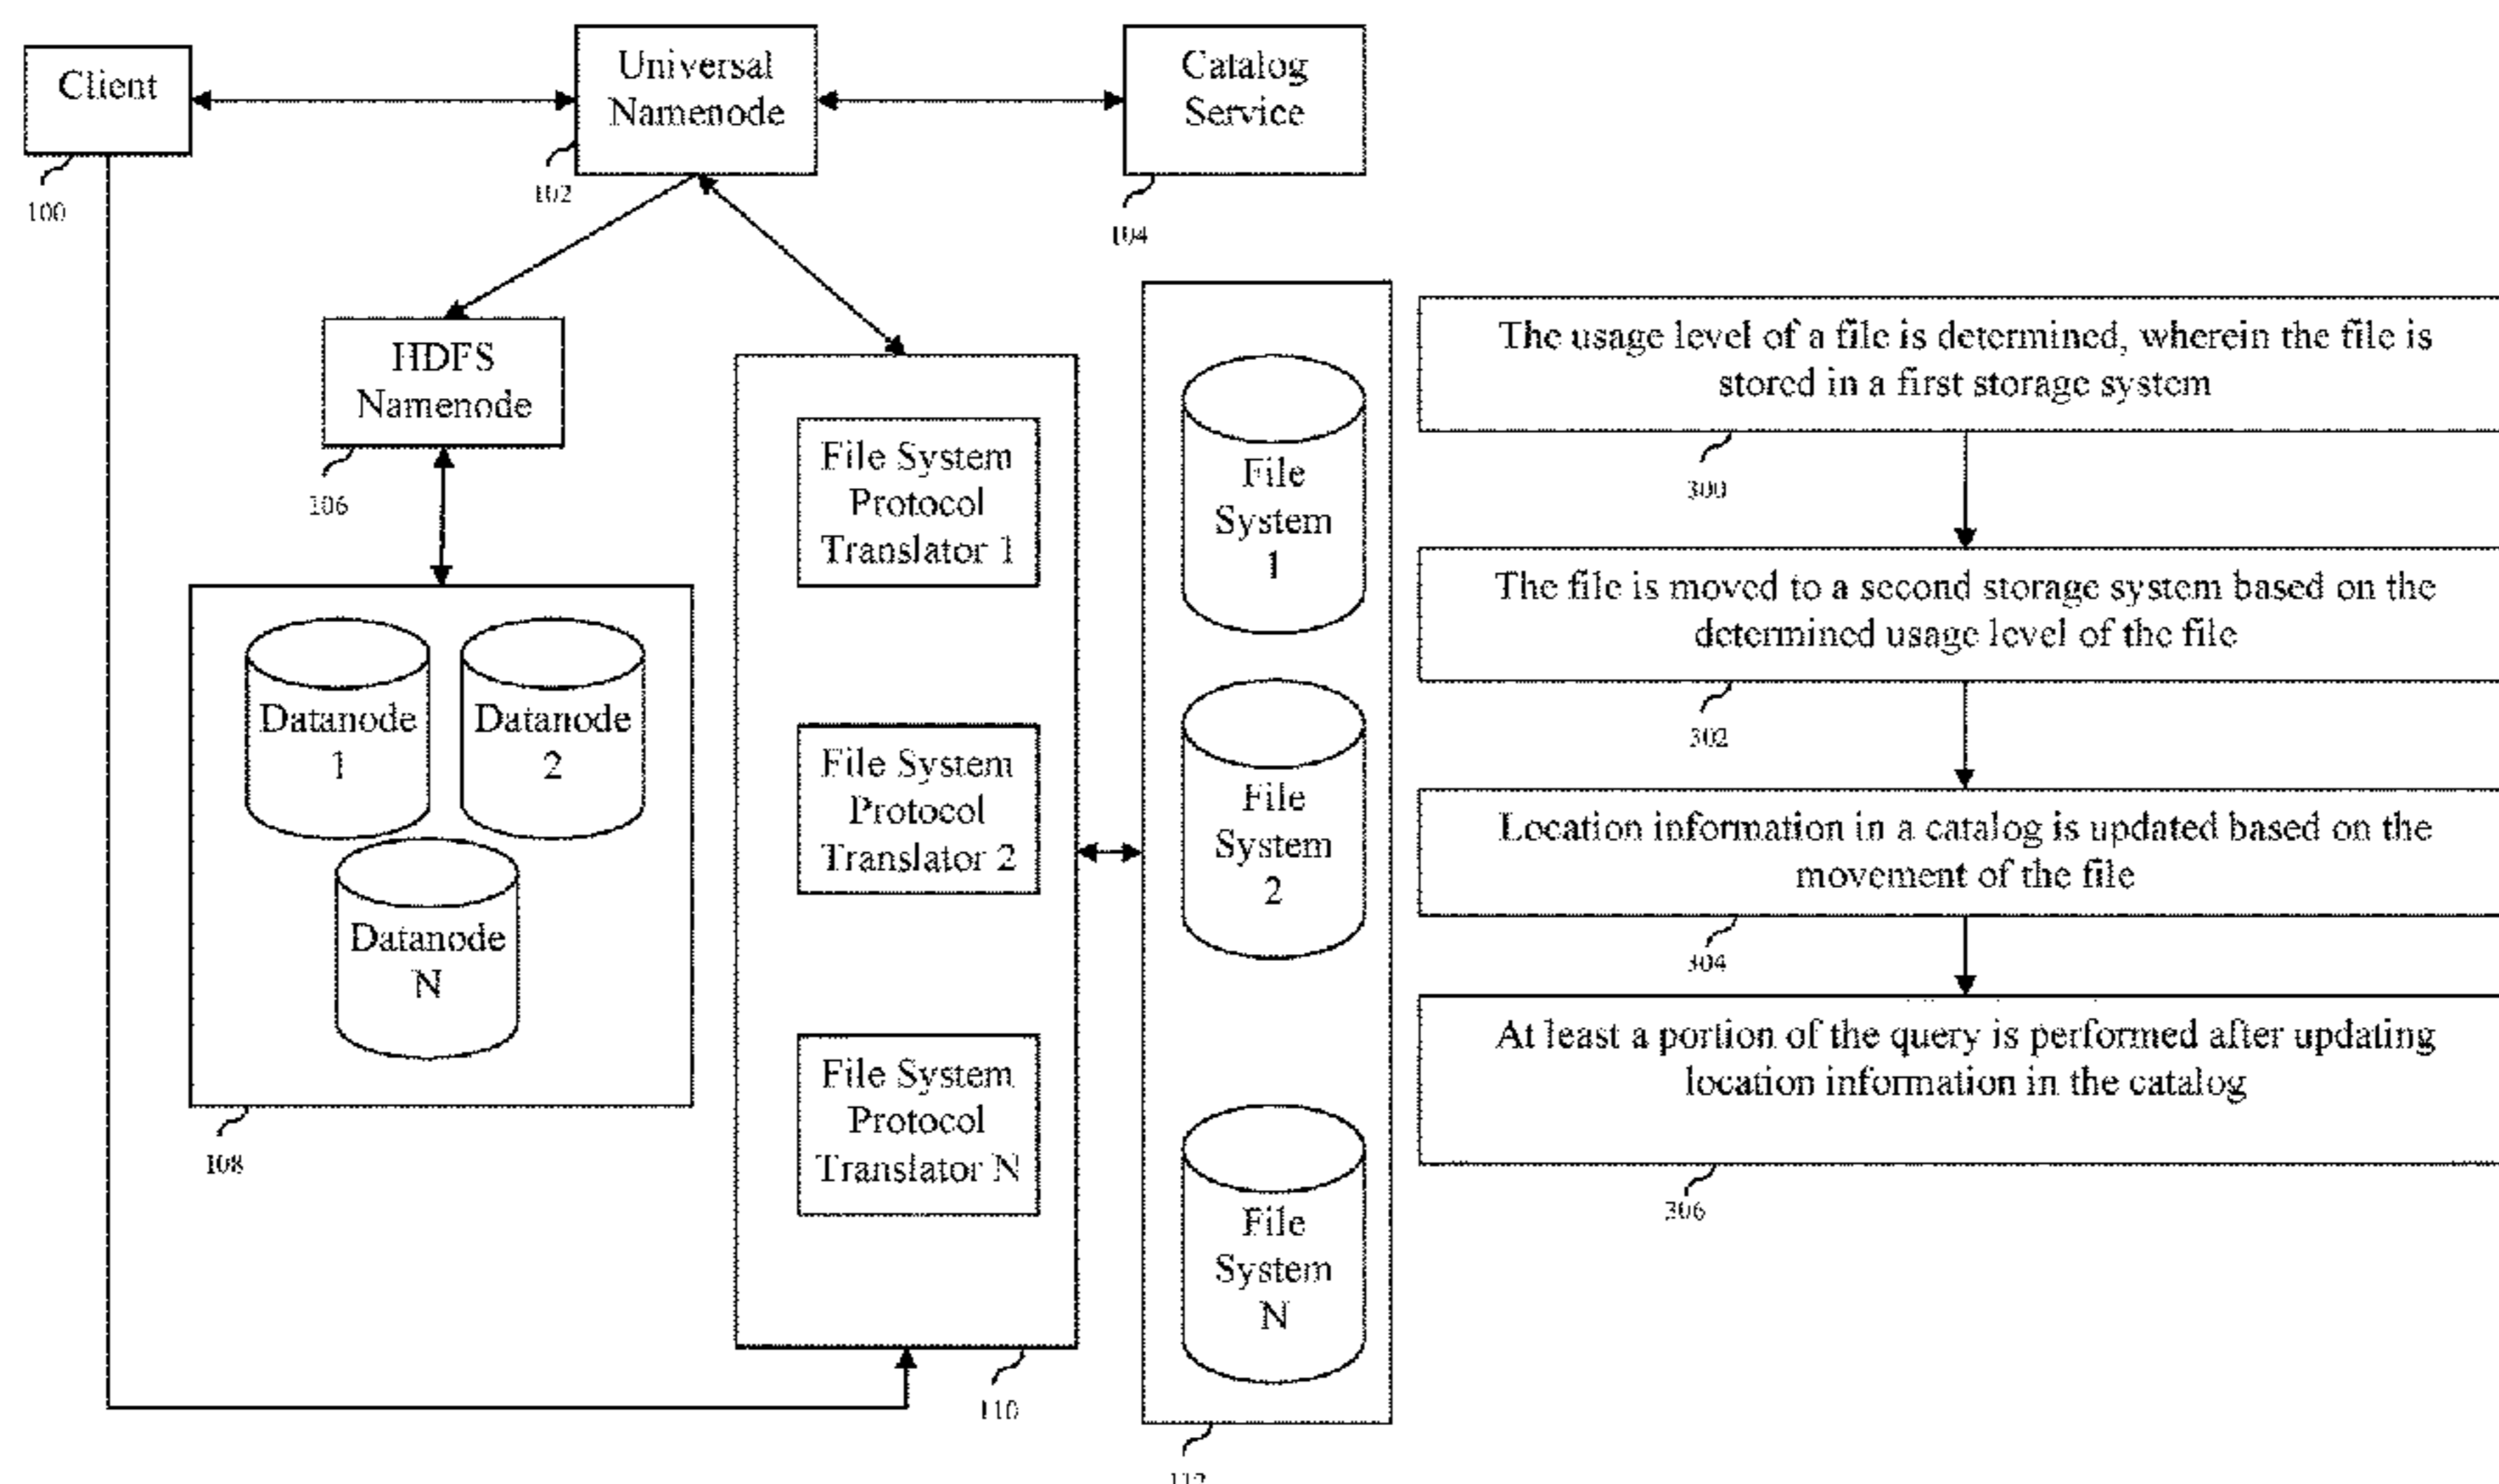 Client
100
Universal
Namenode
102
Catalog
Service
104
HDFS
Namenode
106
Datanode
1
Datanode
2
Datanode
N
108
File System
Protocol
Translator 1
File System
Protocol
Translator 2
File System
Protocol
Translator N
110
File
System
1
File
System
2
File
System
N
The usage level of a file is determined, wherein the file is
stored in a first storage system
300
The file is moved to a second storage system based on the
determined usage level of the file
302
Location information in a catalog is updated based on the
movement of the file
304
At least a portion of the query is performed after updating
location information in the catalog
306